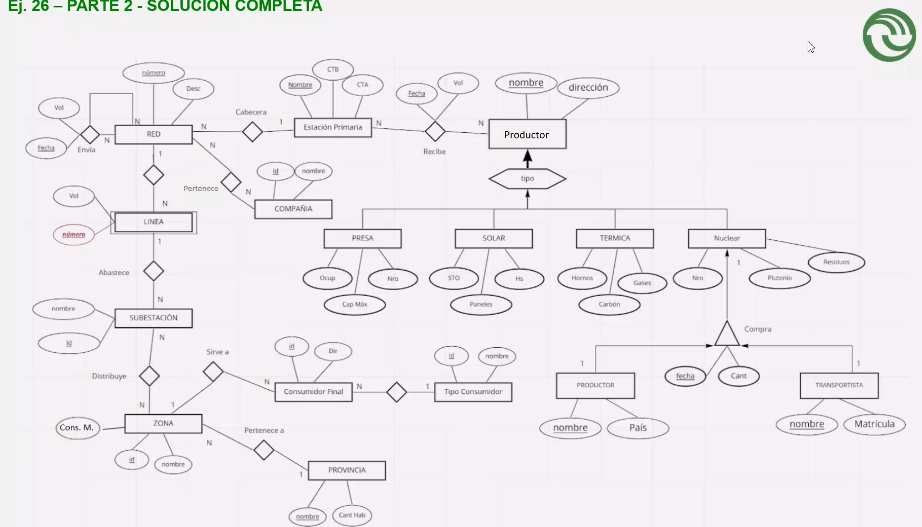 Ej. 26 – PARTE 2 - SOLUCIÓN COMPLETA
número
CTB
Vol
Desc
Nombre
CTA
Fecha
Vol
nombre
dirección
Cabecera
N
RED
N
1
Estación Primaria
N
N
Productor
Fecha
Envía
N
1
N
Recibe
Pertenece
id
nombre
tipo
N
COMPAÑIA
Vol
N
número
LINEA
1
PRESA
SOLAR
TERMICA
Nuclear
Ocup
Nro
STO
Hs
Hornos
Gases
Nro
1
Plutonio
Residuos
Cap Máx
Paneles
Carbón
Abastece
nombre
N
SUBESTACIÓN
Id
N
Sirve a
id
Dir
id
nombre
Compra
Distribuye
N
Consumidor Final
N
1
Tipo Consumidor
N
1
1
PRODUCTOR
fecha
Cant
1
TRANSPORTISTA
Cons. M.
ZONA
N
Pertenece a
nombre
País
nombre
Matrícula
id
nombre
1
PROVINCIA
nombre
Cant Hab